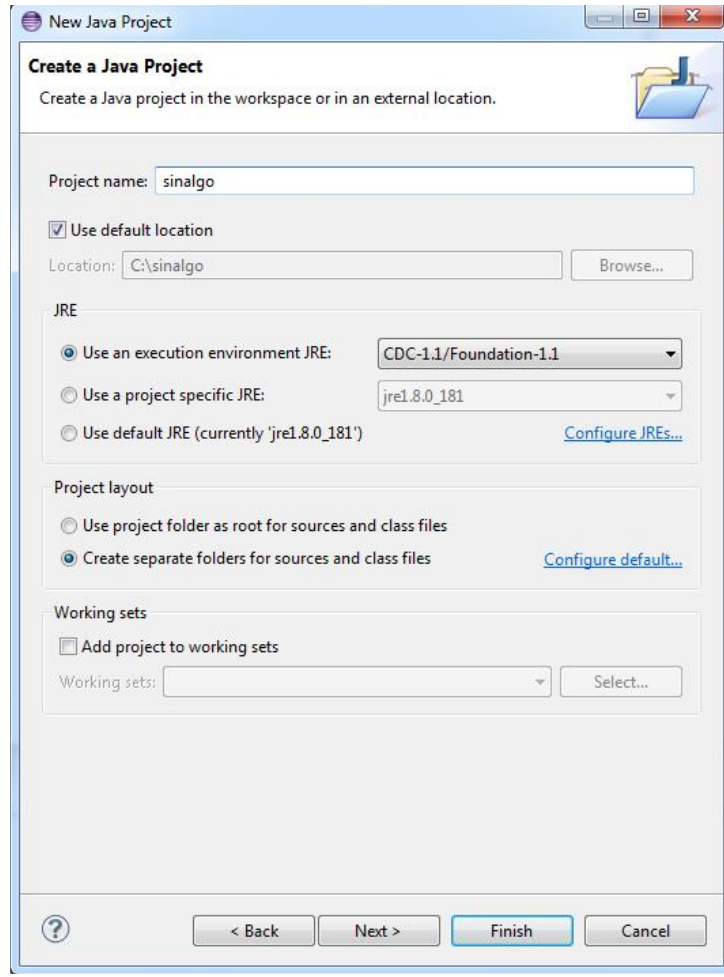 New Java Project
Create a Java Project
Create a Java project in the workspace or in an external location.
Project name: sinalgo
Use default location
Location: C:\sinalgo Browse...
JRE
Use an execution environment JRE: CDC-1.1/Foundation-1.1
Use a project specific JRE: jre1.8.0_181
Use default JRE (currently 'jre1.8.0_181') Configure JREs...
Project layout
Use project folder as root for sources and class files
Create separate folders for sources and class files Configure default...
Working sets
Add project to working sets
Working sets: Select...
? < Back Next > Finish Cancel